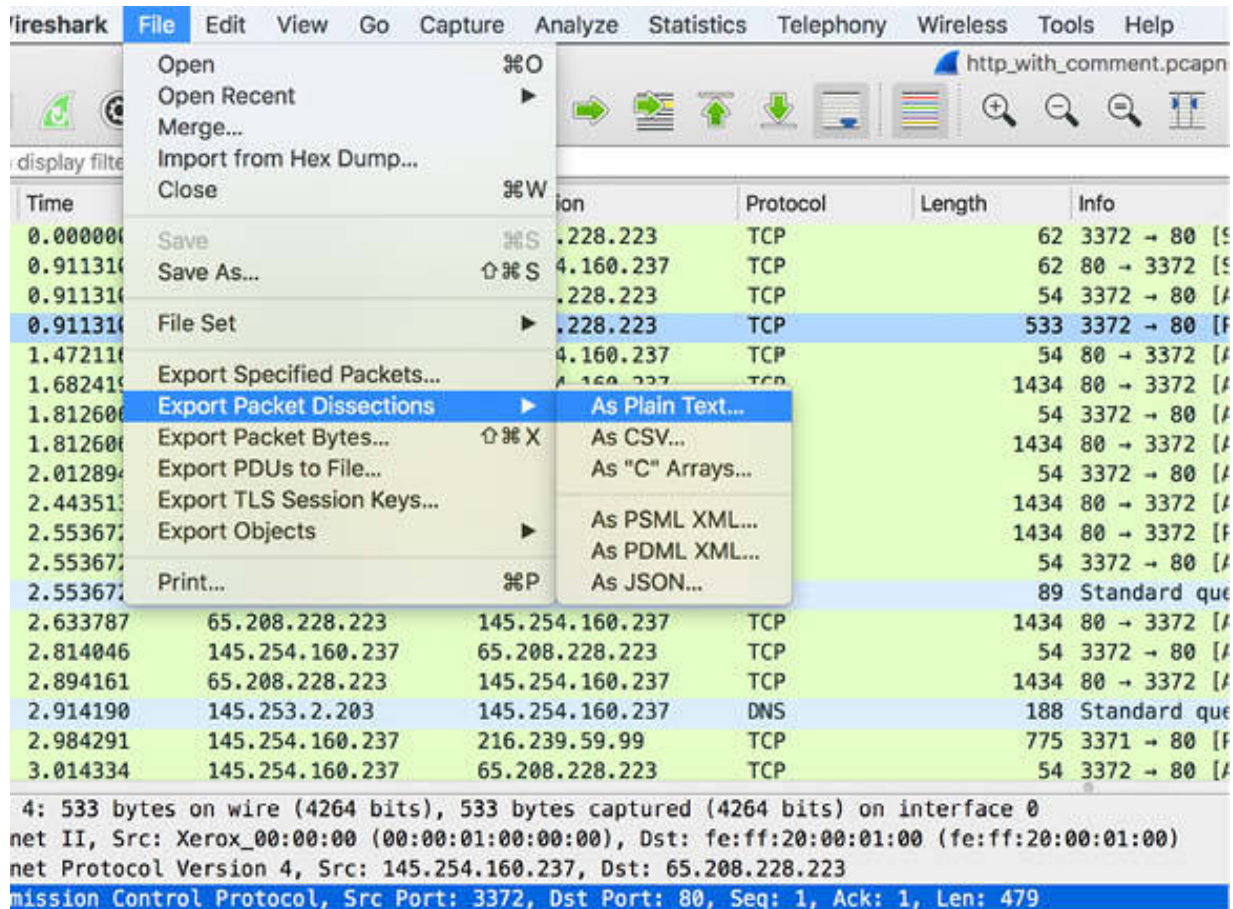 Wireshark File Edit View Go Capture Analyze Statistics Telephony Wireless Tools Help
http_with_comment.pcapn
display filte
Open ⌘O
Open Recent ▶
Merge...
Import from Hex Dump...
Close ⌘W
Save ⌘S
Save As... ⇧⌘S
File Set ▶
Export Specified Packets...
Export Packet Dissections ▶
Export Packet Bytes... ⇧⌘X
Export PDUs to File...
Export TLS Session Keys...
Export Objects ▶
Print... ⌘P
As Plain Text...
As CSV...
As "C" Arrays...
As PSML XML...
As PDML XML...
As JSON...
Time ion Protocol Length Info
0.000000 .228.223 TCP 62 3372 → 80 [S
0.911310 4.160.237 TCP 62 80 → 3372 [S
0.911310 .228.223 TCP 54 3372 → 80 [A
0.911310 .228.223 TCP 533 3372 → 80 [P
1.472116 4.160.237 TCP 54 80 → 3372 [A
1.682419 4.160.237 TCP 1434 80 → 3372 [A
1.812606 54 3372 → 80 [A
1.812606 1434 80 → 3372 [A
2.012894 54 3372 → 80 [A
2.443513 1434 80 → 3372 [A
2.553672 1434 80 → 3372 [P
2.553672 54 3372 → 80 [A
2.553672 89 Standard que
2.633787 65.208.228.223 145.254.160.237 TCP 1434 80 → 3372 [A
2.814046 145.254.160.237 65.208.228.223 TCP 54 3372 → 80 [A
2.894161 65.208.228.223 145.254.160.237 TCP 1434 80 → 3372 [A
2.914190 145.253.2.203 145.254.160.237 DNS 188 Standard que
2.984291 145.254.160.237 216.239.59.99 TCP 775 3371 → 80 [P
3.014334 145.254.160.237 65.208.228.223 TCP 54 3372 → 80 [A
4: 533 bytes on wire (4264 bits), 533 bytes captured (4264 bits) on interface 0
net II, Src: Xerox_00:00:00 (00:00:01:00:00:00), Dst: fe:ff:20:00:01:00 (fe:ff:20:00:01:00)
net Protocol Version 4, Src: 145.254.160.237, Dst: 65.208.228.223
mission Control Protocol, Src Port: 3372, Dst Port: 80, Seq: 1, Ack: 1, Len: 479